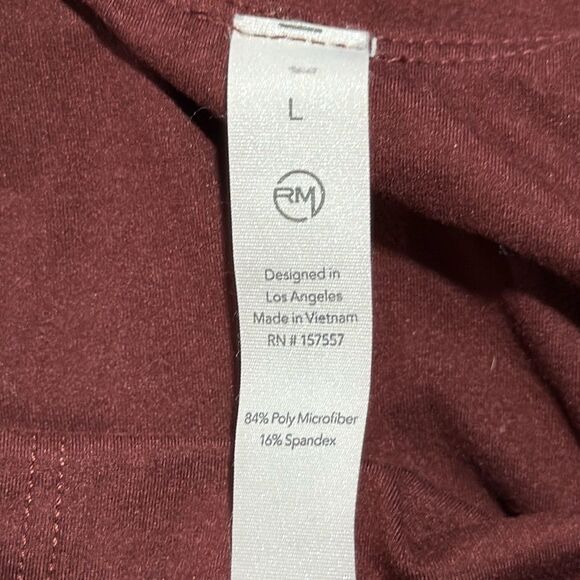 L
RM
Designed in
Los Angeles
Made in Vietnam
RN # 157557
84% Poly Microfiber
16% Spandex